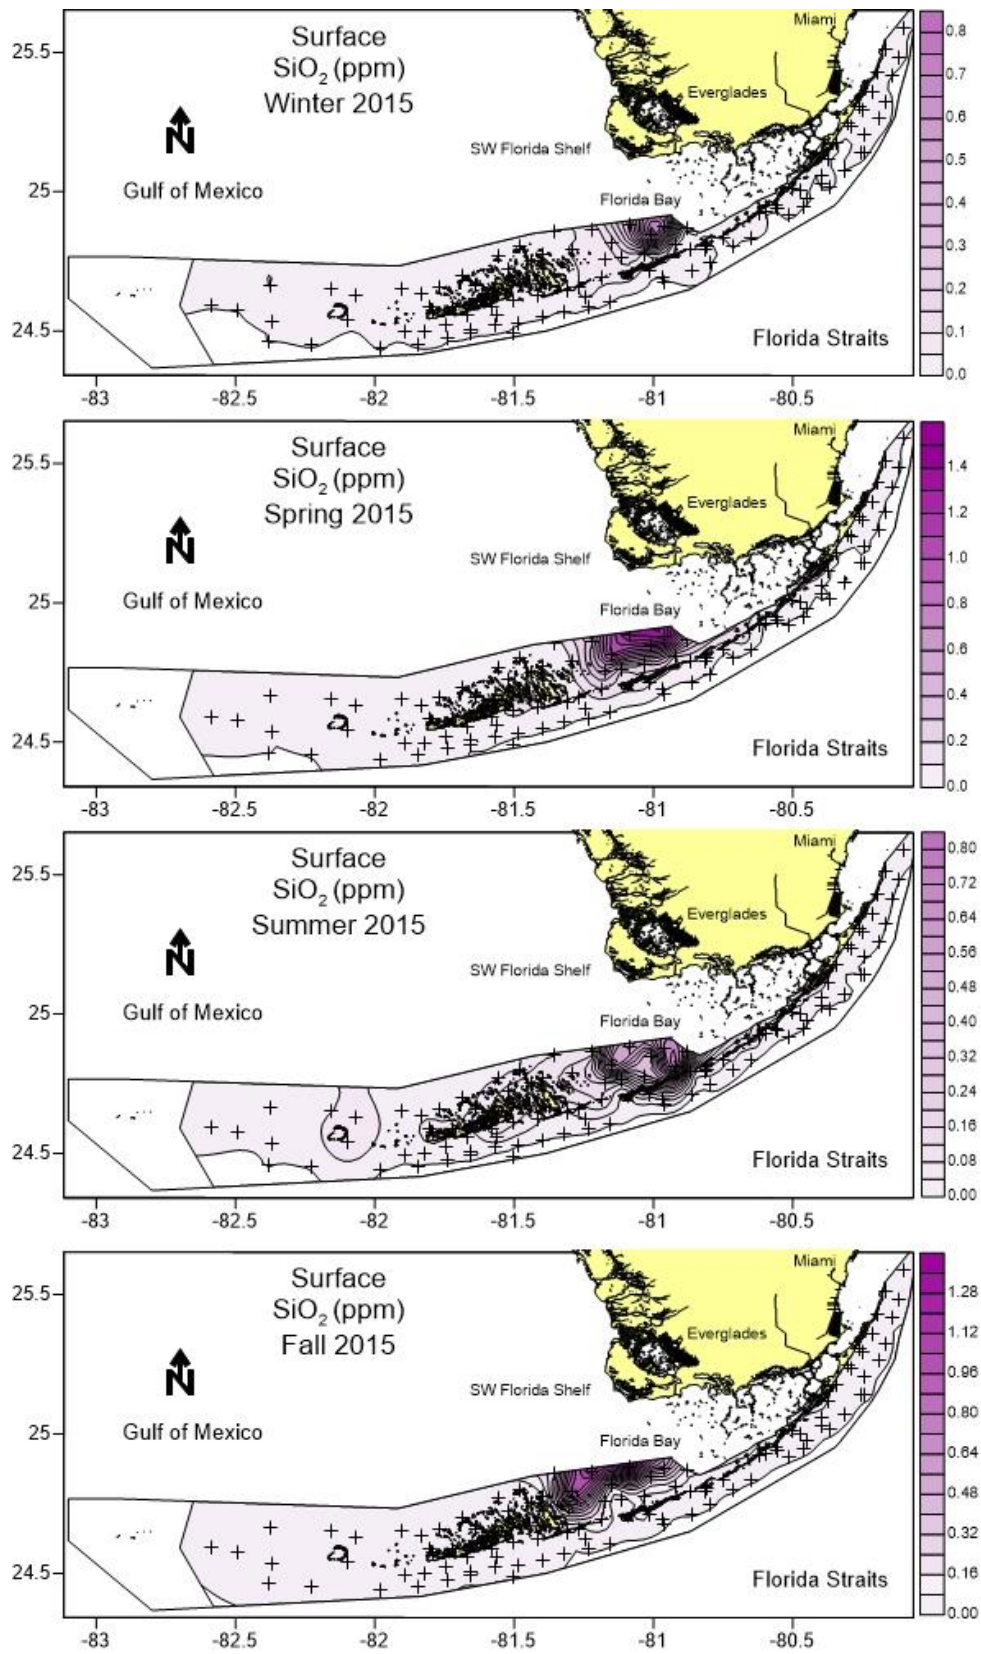 Surface
SiO2 (ppm)
Winter 2015
N
Gulf of Mexico
SW Florida Shelf
Everglades
Miami
Florida Bay
Florida Straits
25.5
25
24.5
-83 -82.5 -82 -81.5 -81 -80.5
0.8
0.7
0.6
0.5
0.4
0.3
0.2
0.1
0.0
Surface
SiO2 (ppm)
Spring 2015
N
Gulf of Mexico
SW Florida Shelf
Everglades
Miami
Florida Bay
Florida Straits
25.5
25
24.5
-83 -82.5 -82 -81.5 -81 -80.5
1.4
1.2
1.0
0.8
0.6
0.4
0.2
0.0
Surface
SiO2 (ppm)
Summer 2015
N
Gulf of Mexico
SW Florida Shelf
Everglades
Miami
Florida Bay
Florida Straits
25.5
25
24.5
-83 -82.5 -82 -81.5 -81 -80.5
0.80
0.72
0.64
0.56
0.48
0.40
0.32
0.24
0.16
0.08
0.00
Surface
SiO2 (ppm)
Fall 2015
N
Gulf of Mexico
SW Florida Shelf
Everglades
Miami
Florida Bay
Florida Straits
25.5
25
24.5
-83 -82.5 -82 -81.5 -81 -80.5
1.28
1.12
0.96
0.80
0.64
0.48
0.32
0.16
0.00